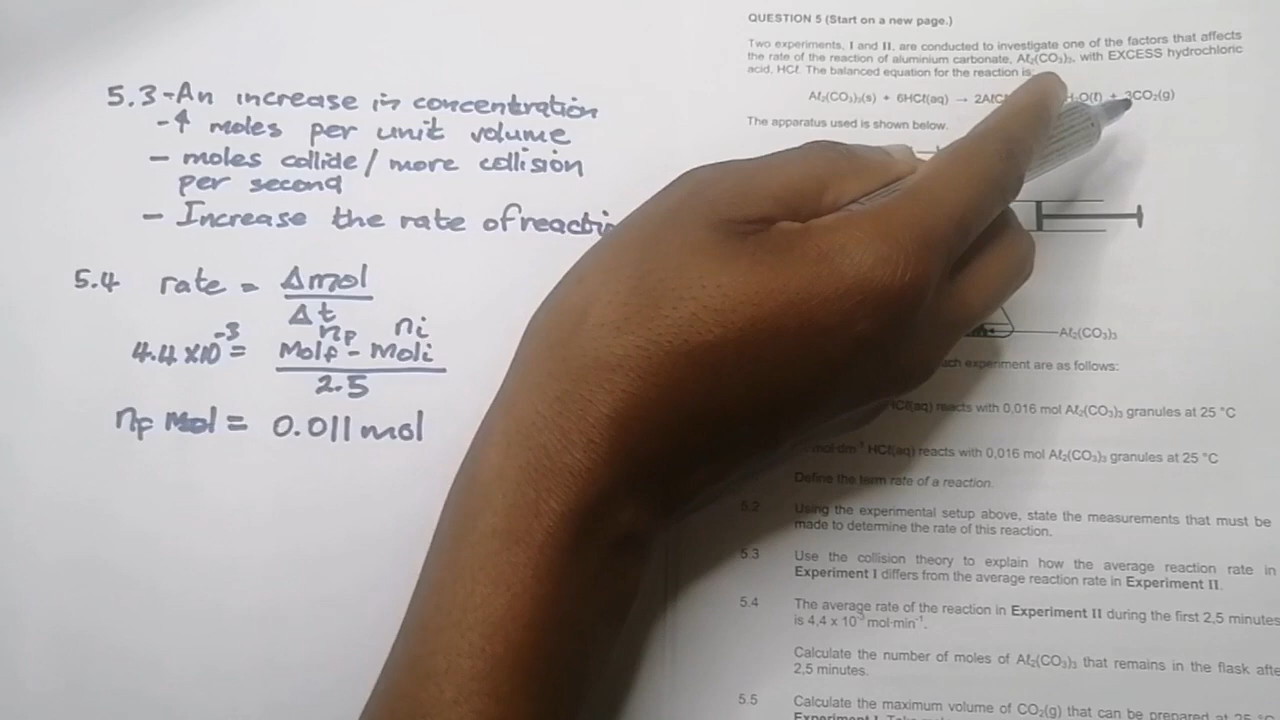 5.3-An increase in concentration
-↑ moles per unit volume
- moles collide / more collision
per second
- Increase the rate of reacti
5.4 rate = Δmol
Δt
np ni
4.4 x10⁻³ = Molf - Moli
2.5
np mol = 0.011 mol
QUESTION 5 (Start on a new page.)
Two experiments, I and II, are conducted to investigate one of the factors that affects
the rate of the reaction of aluminium carbonate, Aℓ₂(CO₃)₃, with EXCESS hydrochloric
acid, HCℓ. The balanced equation for the reaction is:
Aℓ₂(CO₃)₃(s) + 6HCℓ(aq) → 2AℓC H₂O(ℓ) + 3CO₂(g)
The apparatus used is shown below.
Aℓ₂(CO₃)₃
ach experiment are as follows:
HCℓ(aq) reacts with 0,016 mol Aℓ₂(CO₃)₃ granules at 25 °C
mol·dm⁻³ HCℓ(aq) reacts with 0,016 mol Aℓ₂(CO₃)₃ granules at 25 °C
Define the term rate of a reaction.
5.2 Using the experimental setup above, state the measurements that must be
made to determine the rate of this reaction.
5.3 Use the collision theory to explain how the average reaction rate in
Experiment I differs from the average reaction rate in Experiment II.
5.4 The average rate of the reaction in Experiment II during the first 2,5 minutes
is 4,4 x 10⁻³ mol·min⁻¹.
Calculate the number of moles of Aℓ₂(CO₃)₃ that remains in the flask afte
2,5 minutes.
5.5 Calculate the maximum volume of CO₂(g) that can be prepared at 25 °C
Experiment I.